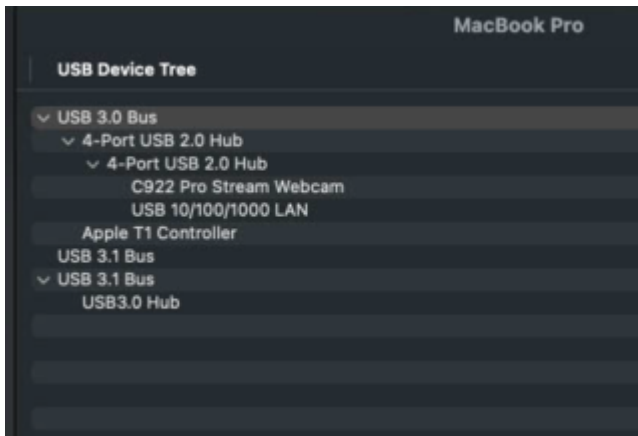 MacBook Pro
USB Device Tree
USB 3.0 Bus
4-Port USB 2.0 Hub
4-Port USB 2.0 Hub
C922 Pro Stream Webcam
USB 10/100/1000 LAN
Apple T1 Controller
USB 3.1 Bus
USB 3.1 Bus
USB3.0 Hub